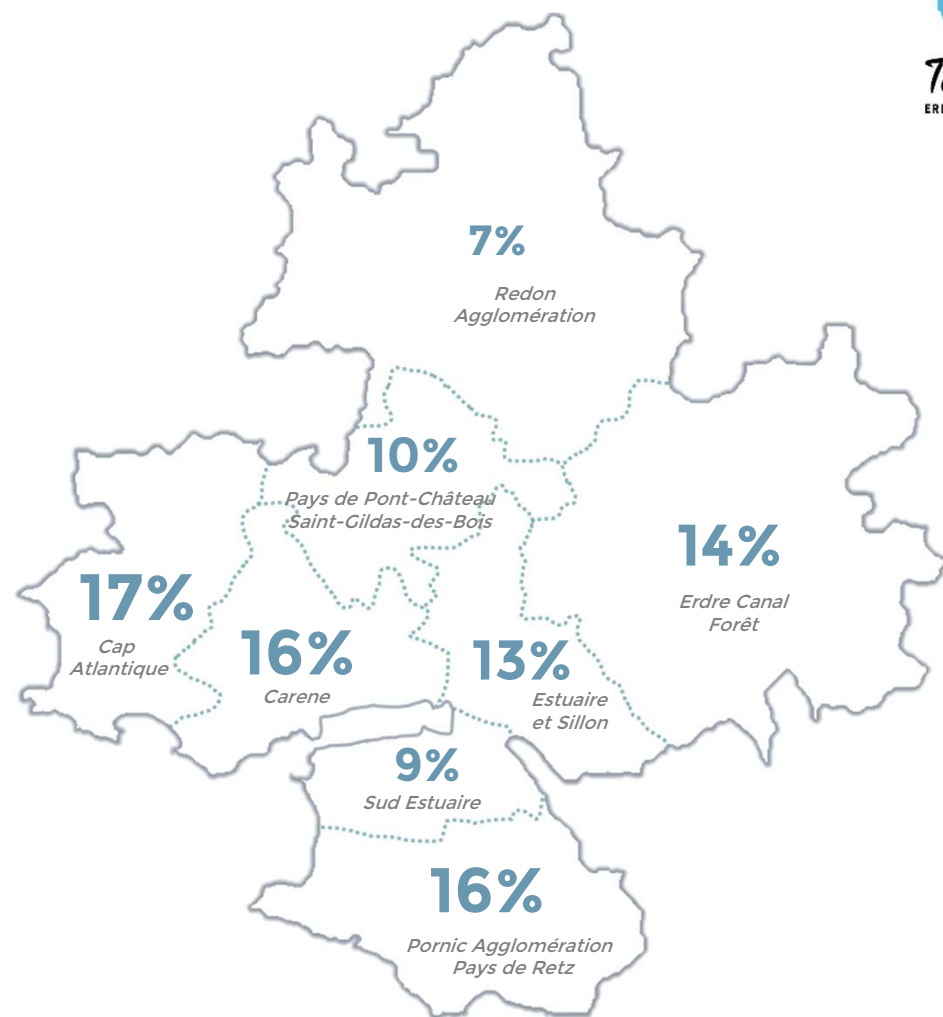 7%
Redon
Agglomération
10%
Pays de Pont-Château
Saint-Gildas-des-Bois
14%
Erdre Canal
Forêt
17%
Cap
Atlantique
16%
Carene
13%
Estuaire
et Sillon
9%
Sud Estuaire
16%
Pornic Agglomération
Pays de Retz